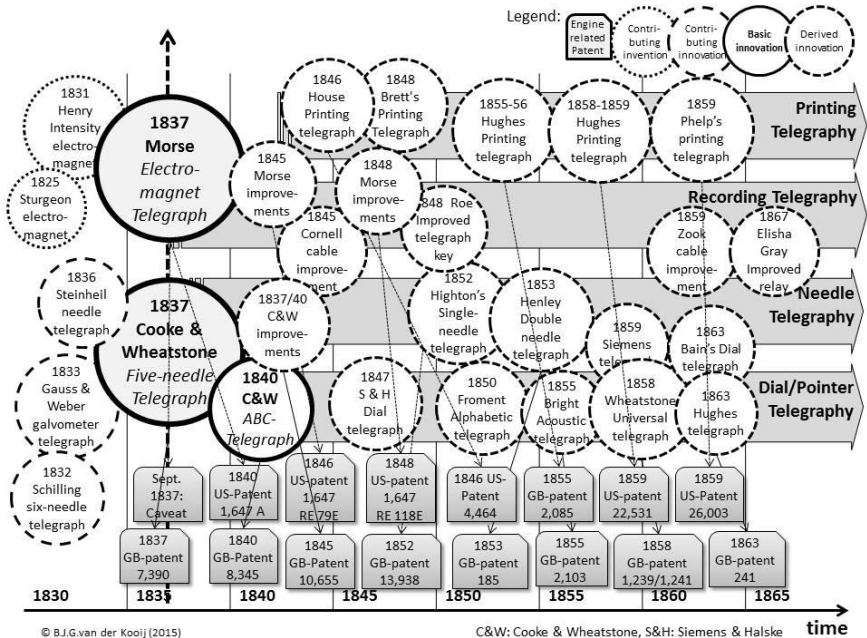 Legend:
Engine
related
Patent
Contri-
buting
invention
Contri-
buting
innovation
Basic
innovation
Derived
innovation
1831
Henry
Intensity
electro-
magnet
1825
Sturgeon
electro-
magnet
1837
Morse
Electro-
magnet
Telegraph
1845
Morse
improve-
ments
1846
House
Printing
telegraph
1848
Brett's
Printing
Telegraph
1848
Morse
improve-
ments
1855-56
Hughes
Printing
telegraph
1858-1859
Hughes
Printing
telegraph
1859
Phelp's
printing
telegraph
Printing
Telegraphy
Recording Telegraphy
1845
Cornell
cable
improve-
ment
848 Roe
Improved
telegraph
key
1859
Zook
cable
improve-
ment
1867
Elisha
Gray
Improved
relay
1836
Steinheil
needle
telegraph
1837
Cooke &
Wheatstone
Five-needle
Telegraph
1837/40
C&W
improve-
ments
1852
Highton's
Single-
needle
telegraph
1853
Henley
Double
needle
telegraph
1859
Siemens
1863
Bain's Dial
telegraph
Needle
Telegraphy
1833
Gauss &
Weber
galvometer
telegraph
1840
C&W
ABC-
Telegraph
1847
S & H
Dial
telegraph
1850
Froment
Alphabetic
telegraph
1855
Bright
Acoustic
telegraph
1858
Wheatstone
Universal
telegraph
1863
Hughes
telegraph
Dial/Pointer
Telegraphy
1832
Schilling
six-needle
telegraph
Sept.
1837:
Caveat
1840
US-Patent
1,647 A
1846
US-patent
1,647
RE79E
1848
US-patent
1,647
RE 118E
1846 US-
Patent
4,464
1855
GB-patent
2,085
1859
US-patent
22,531
1859
US-Patent
26,003
1837
GB-patent
7,390
1840
GB-Patent
8,345
1845
GB-Patent
10,655
1852
GB-Patent
13,938
1853
GB-Patent
185
1855
GB-Patent
2,103
1858
GB-Patent
1,239/1,241
1863
GB-patent
241
1830
1835
1840
1845
1850
1855
1860
1865
time
© B.J.G.van der Kooij (2015)
C&W: Cooke & Wheatstone, S&H: Siemens & Halske